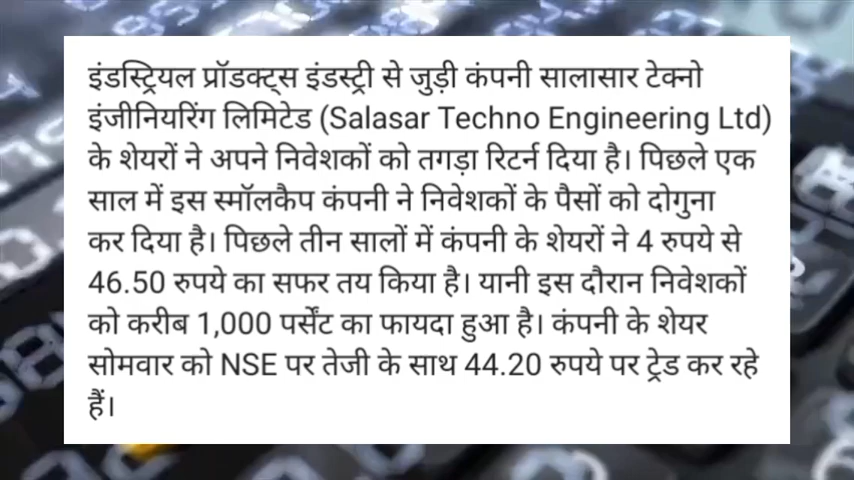 इंडस्ट्रियल प्रॉडक्ट्स इंडस्ट्री से जुड़ी कंपनी सालासार टेक्नो
इंजीनियरिंग लिमिटेड (Salasar Techno Engineering Ltd)
के शेयरों ने अपने निवेशकों को तगड़ा रिटर्न दिया है। पिछले एक
साल में इस स्मॉलकैप कंपनी ने निवेशकों के पैसों को दोगुना
कर दिया है। पिछले तीन सालों में कंपनी के शेयरों ने 4 रुपये से
46.50 रुपये का सफर तय किया है। यानी इस दौरान निवेशकों
को करीब 1,000 पर्सेंट का फायदा हुआ है। कंपनी के शेयर
सोमवार को NSE पर तेजी के साथ 44.20 रुपये पर ट्रेड कर रहे
हैं।